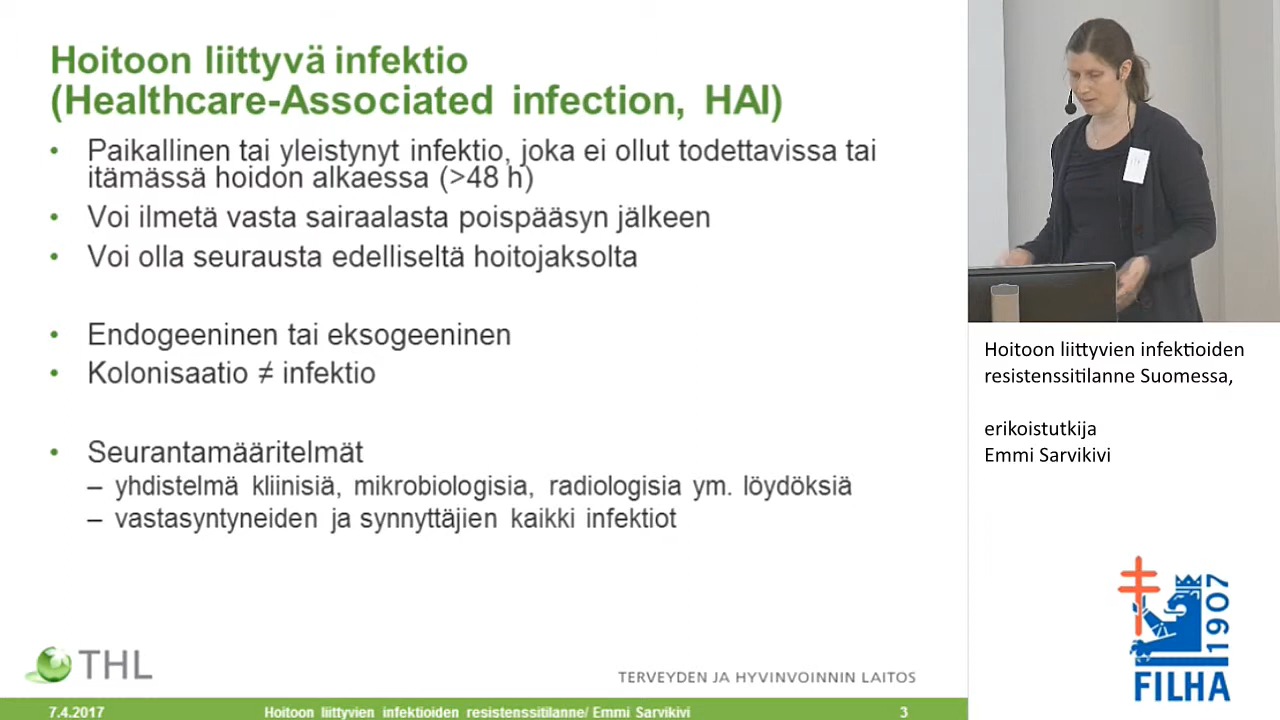 Hoitoon liittyvä infektio
(Healthcare-Associated infection, HAI)
• Paikallinen tai yleistynyt infektio, joka ei ollut todettavissa tai
itämässä hoidon alkaessa (>48 h)
• Voi ilmetä vasta sairaalasta poispääsyn jälkeen
• Voi olla seurausta edelliseltä hoitojaksolta
• Endogeeninen tai eksogeeninen
• Kolonisaatio ≠ infektio
• Seurantamääritelmät
– yhdistelmä kliinisiä, mikrobiologisia, radiologisia ym. löydöksiä
– vastasyntyneiden ja synnyttäjien kaikki infektiot
THL
TERVEYDEN JA HYVINVOINNIN LAITOS
7.4.2017
Hoitoon liittyvien infektioiden resistenssitilanne/ Emmi Sarvikivi
3
Hoitoon liittyvien infektioiden
resistenssitilanne Suomessa,
erikoistutkija
Emmi Sarvikivi
1907
FILHA